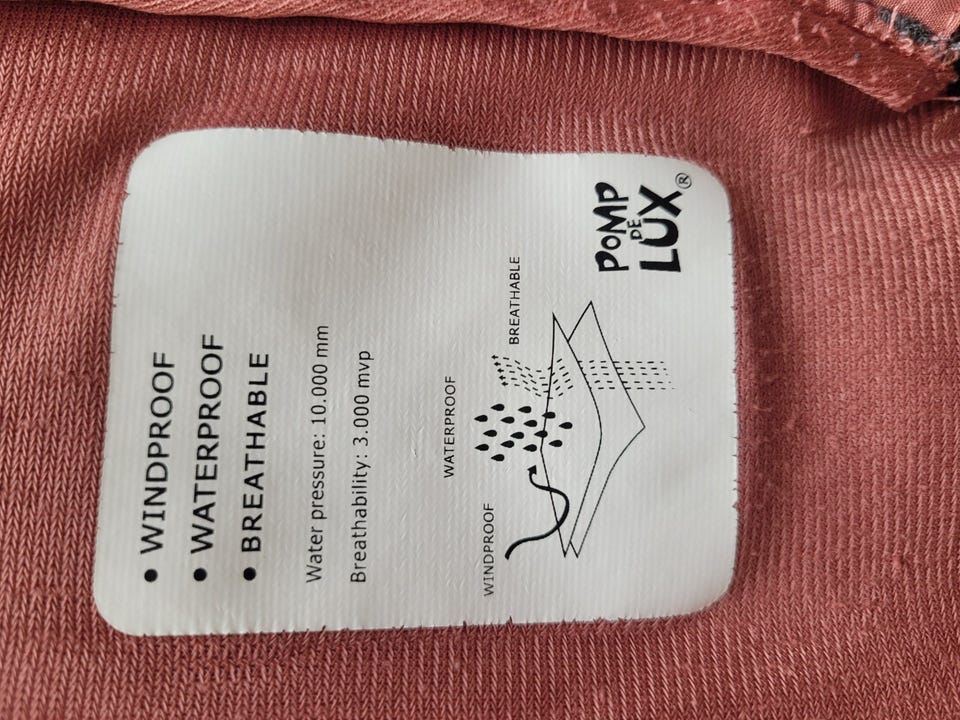 • WINDPROOF
• WATERPROOF
• BREATHABLE
Water pressure: 10.000 mm
Breathability: 3.000 mvp
WINDPROOF
WATERPROOF
BREATHABLE
POMP
DE
LUX®